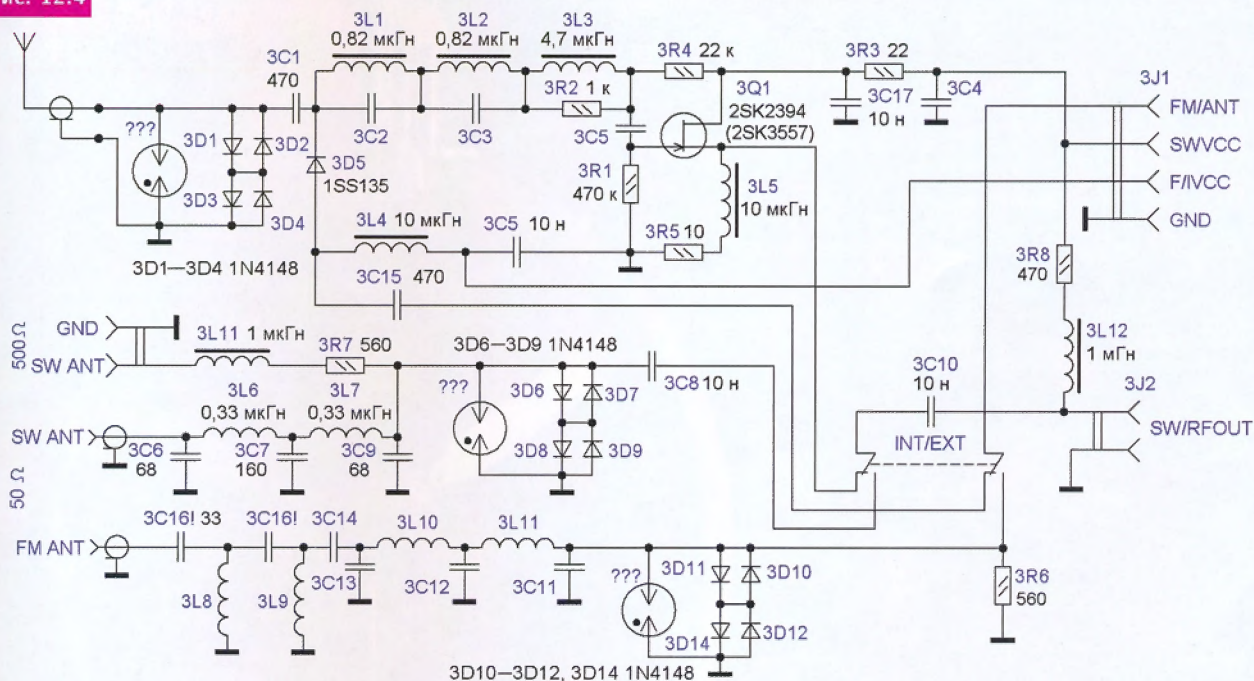 ис. 12.4
3L1
0,82 мкГн
3L2
0,82 мкГн
3L3
4,7 мкГн
3C1
470
3R4 22 к
3R3 22
3J1
3R2 1 к
3Q1
2SK2394
(2SK3557)
3C17
10 н
3C4
FM/ANT
???
3D1
3D2
3C2
3C3
3C5
SWVCC
3D5
1SS135
3R1
470 к
3L5
10 мкГн
F/IVCC
3D3
3D4
3L4 10 мкГн
3C5 10 н
3R5 10
GND
3D1—3D4 1N4148
3C15 470
3R8
470
500 Ω
GND
SW ANT
3L11 1 мкГн
3R7 560
3D6—3D9 1N4148
3L12
1 мГн
3L6
0,33 мкГн
3L7
0,33 мкГн
???
3D6
3D7
3C8 10 н
3C10
10 н
3J2
SW ANT
3C6
68
3C7
160
3C9
68
3D8
3D9
INT/EXT
SW/RFOUT
50 Ω
FM ANT
3C16! 33
3C16!
3C14
3L10
3L11
3L8
3L9
3C13
3C12
3C11
???
3D11
3D10
3R6
560
3D14
3D12
3D10—3D12, 3D14 1N4148